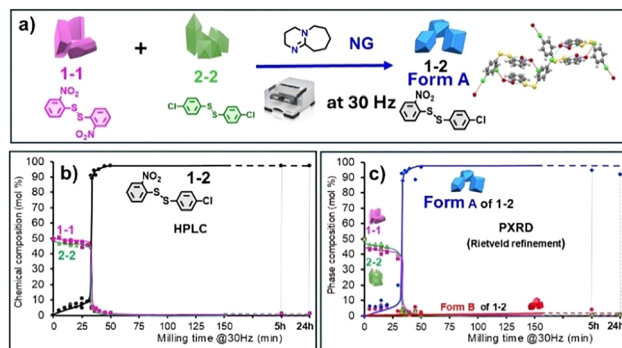 a)
1-1
+
2-2
NG
at 30 Hz
1-2
Form A
NO₂
S
S
O₂N
Cl
S
S
Cl
NO₂
S
S
Cl
N
N
b)
Chemical composition (mol %)
100
90
80
70
60
50
40
30
20
10
0
1-2
NO₂
S
S
Cl
HPLC
1-1
2-2
0 25 50 75 100 125 150 5h 24h
Milling time @30Hz (min)
c)
Phase composition (mol %)
100
90
80
70
60
50
40
30
20
10
0
Form A of 1-2
PXRD
(Rietveld refinement)
1-1
2-2
Form B of 1-2
0 25 50 75 100 125 150 5h 24h
Milling time @30Hz (min)